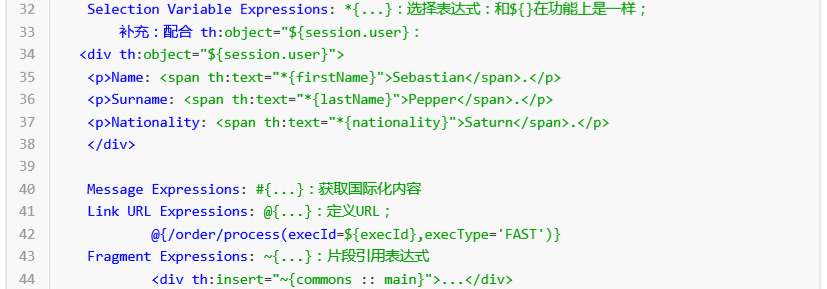 32 Selection Variable Expressions: *{...}：选择表达式：和${}在功能上是一样；
33 补充：配合 th:object="${session.user}：
34 <div th:object="${session.user}">
35 <p>Name: <span th:text="*{firstName}">Sebastian</span>.</p>
36 <p>Surname: <span th:text="*{lastName}">Pepper</span>.</p>
37 <p>Nationality: <span th:text="*{nationality}">Saturn</span>.</p>
38 </div>
39
40 Message Expressions: #{...}：获取国际化内容
41 Link URL Expressions: @{...}：定义URL；
42 @{/order/process(execId=${execId},execType='FAST')}
43 Fragment Expressions: ~{...}：片段引用表达式
44 <div th:insert="~{commons :: main}">...</div>